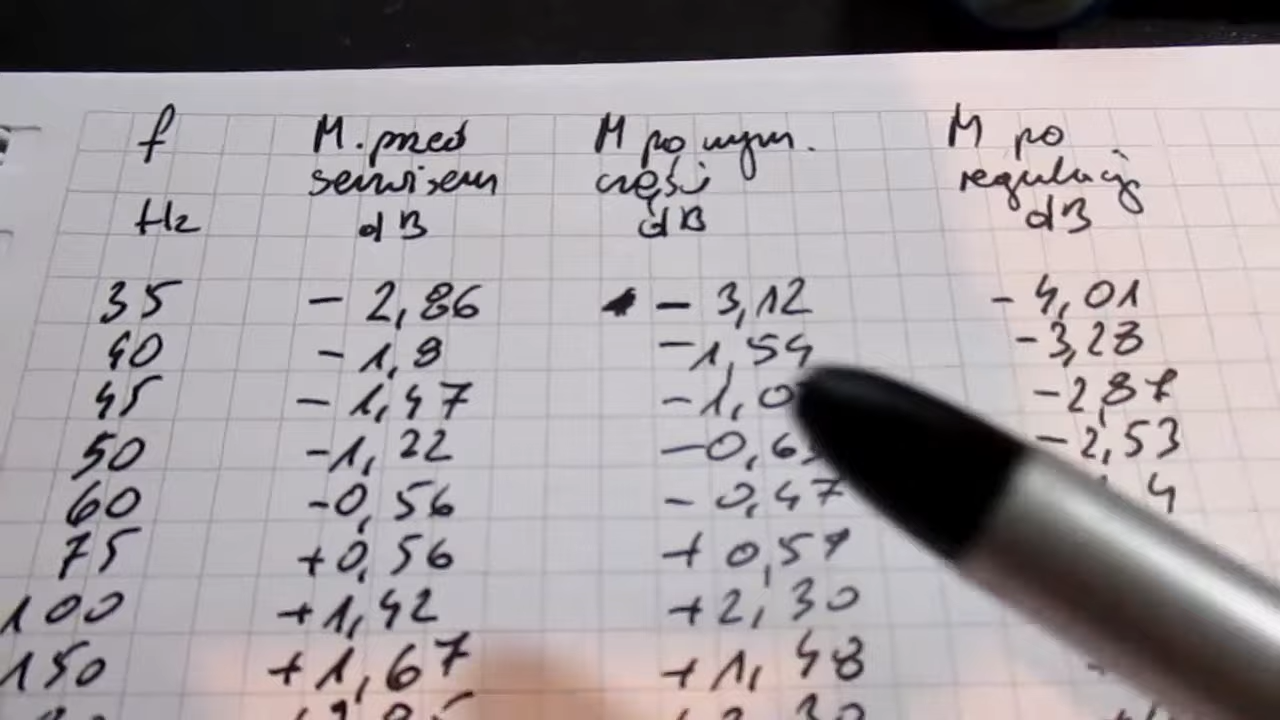 f M. przed M po wym. M po
serwisem części regulacji
Hz dB dB dB
35 - 2,86 - 3,12 - 4,01
40 - 1,8 - 1,54 - 3,28
45 - 1,47 - 2,87
50 - 1,22 - 2,53
60 - 0,56 - 0,47 4
75 + 0,56 + 0,57
100 + 1,42 + 2,30
150 + 1,67 + 1,48